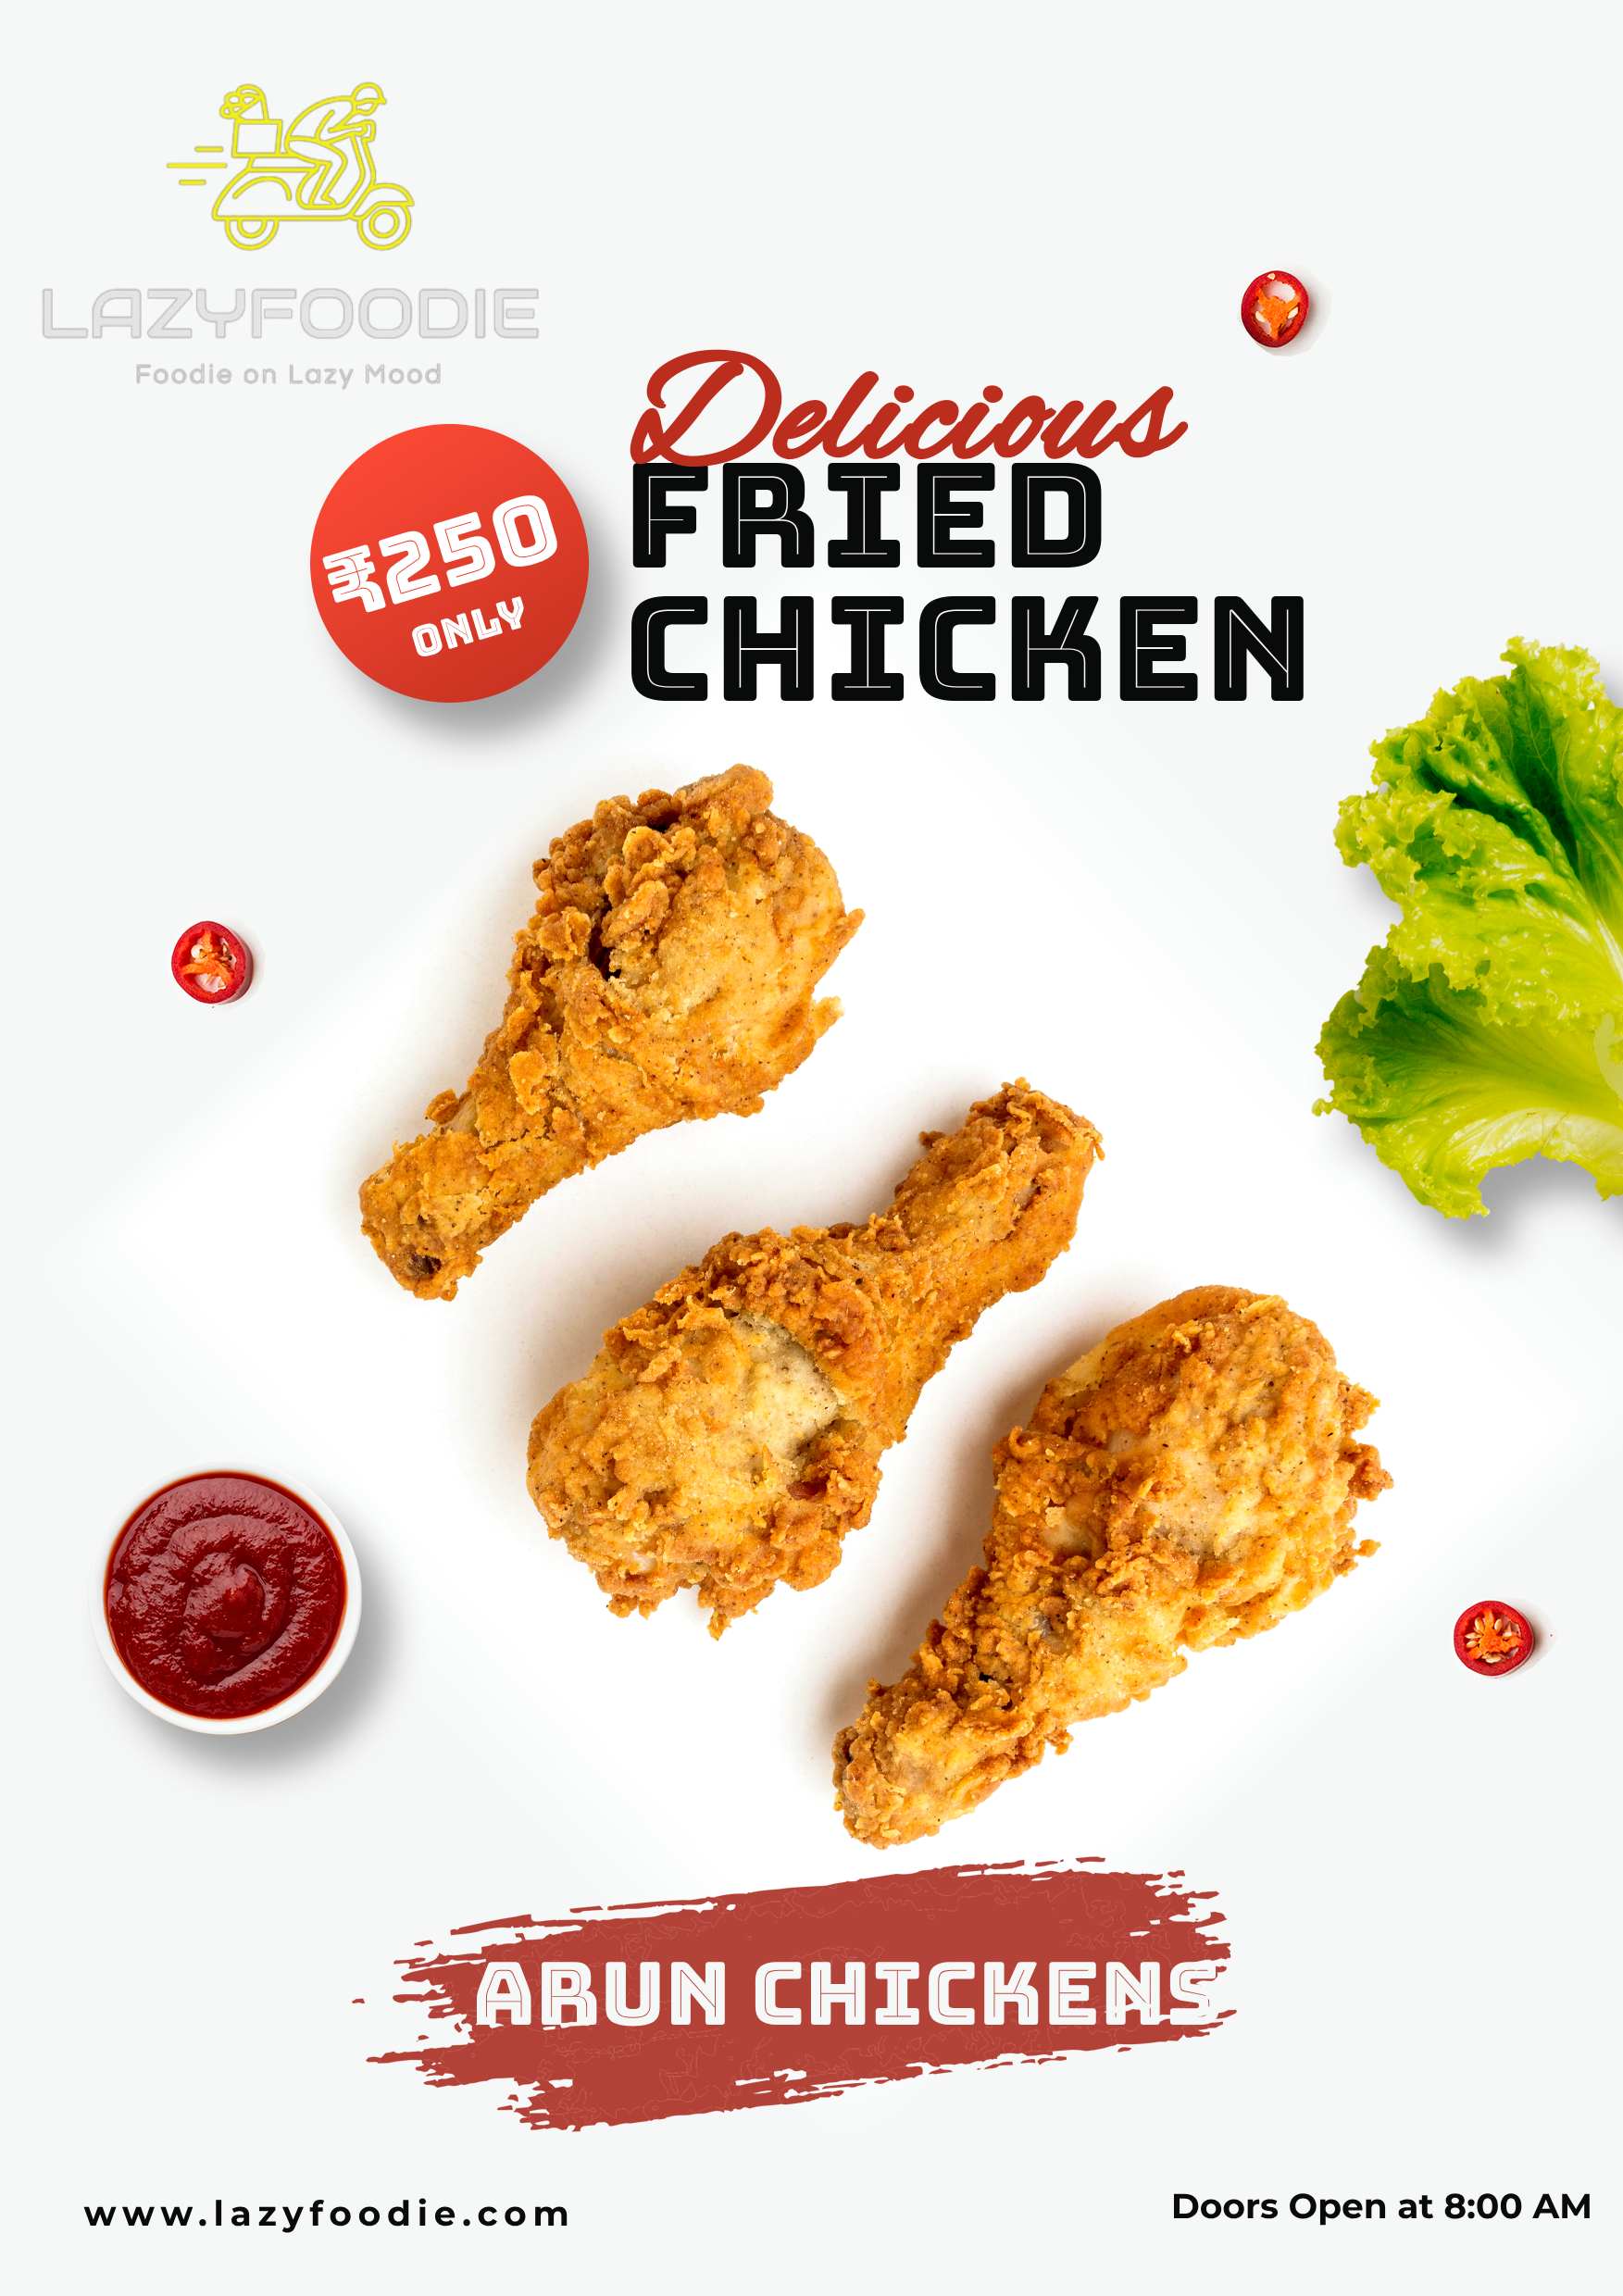 LAZYFOODIE
Foodie on Lazy Mood
Delicious
FRIED
CHICKEN
₹250
ONLY
ARUN CHICKENS
www.lazyfoodie.com
Doors Open at 8:00 AM